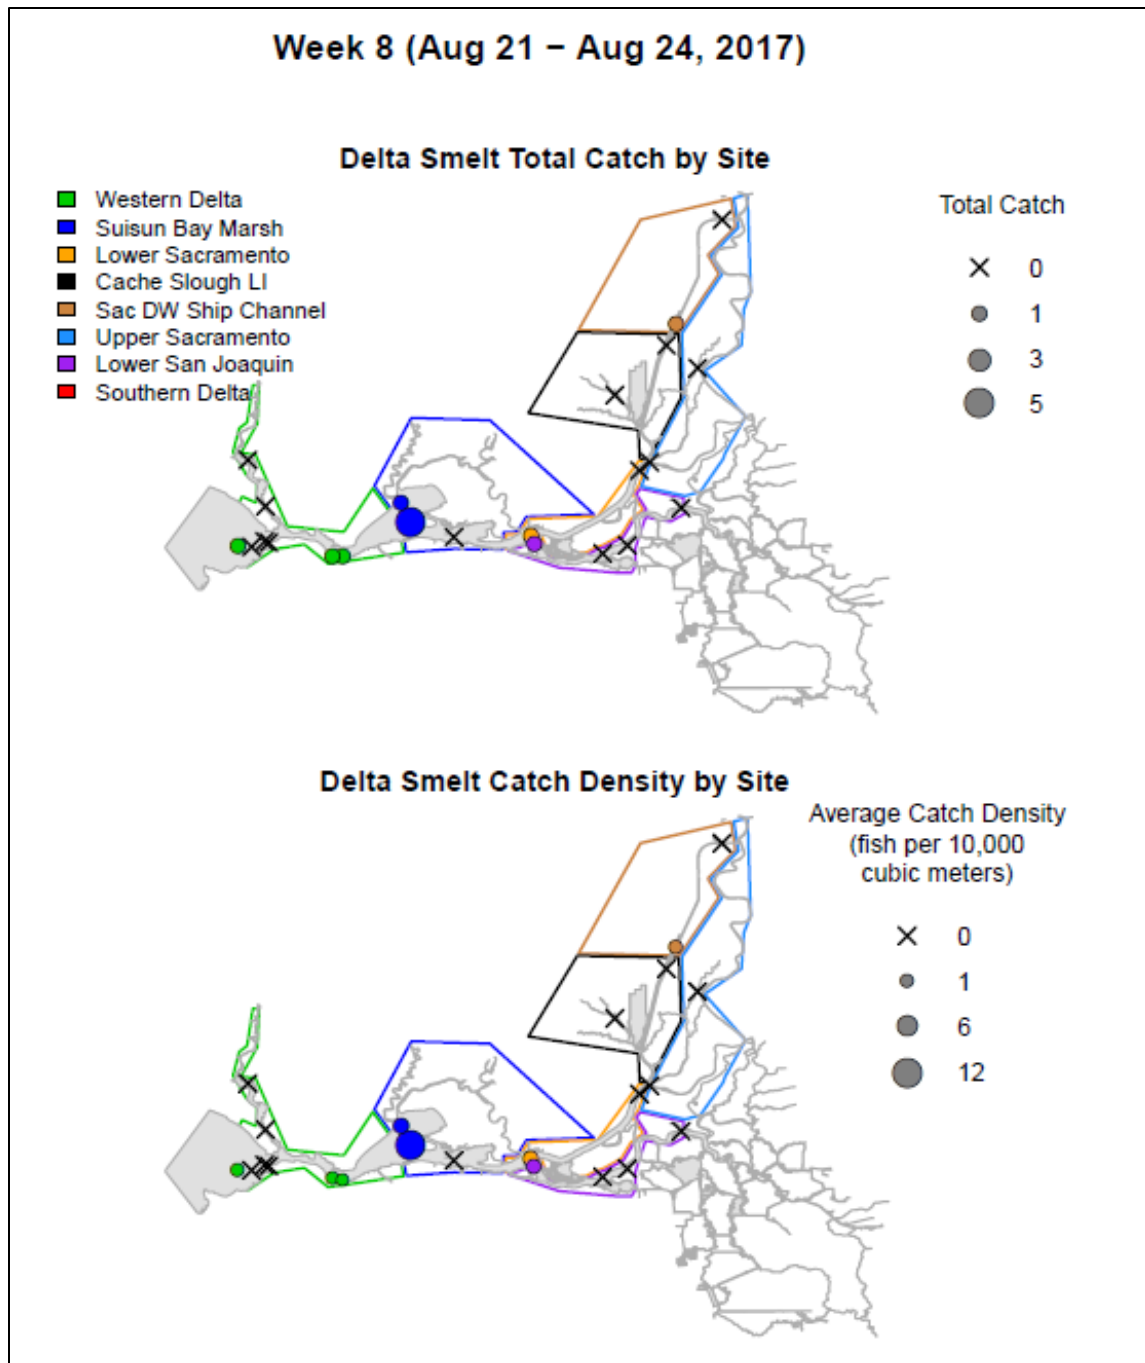 Week 8 (Aug 21 − Aug 24, 2017)
Delta Smelt Total Catch by Site
Western Delta
Suisun Bay Marsh
Lower Sacramento
Cache Slough LI
Sac DW Ship Channel
Upper Sacramento
Lower San Joaquin
Southern Delta
Total Catch
0
1
3
5
Delta Smelt Catch Density by Site
Average Catch Density
(fish per 10,000
cubic meters)
0
1
6
12